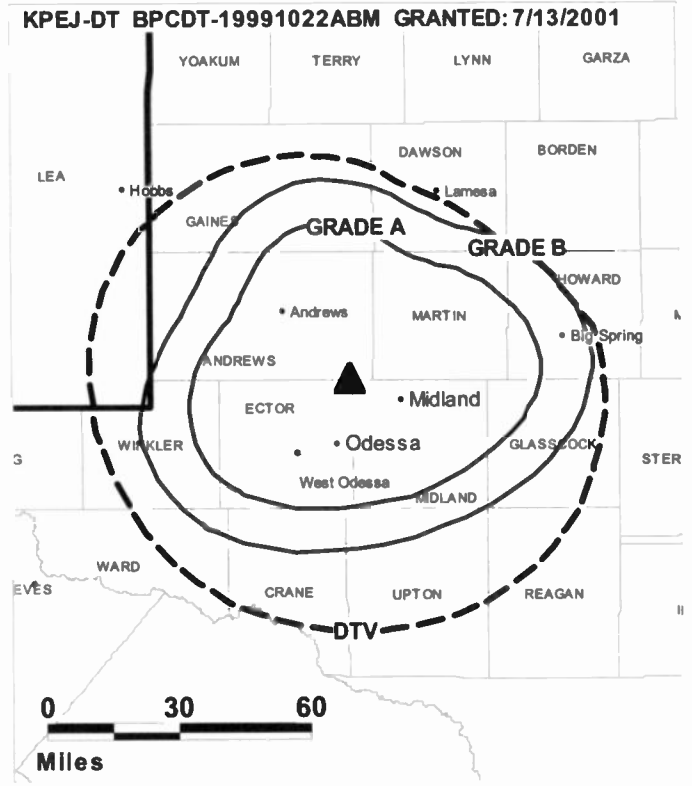 KPEJ-DT BPCDT-19991022ABM GRANTED: 7/13/2001
YOAKUM TERRY LYNN GARZA
DAWSON BORDEN
LEA
Hobbs Lamesa
GAINES GRADE A
GRADE B
HOWARD
Andrews MARTIN
Big Spring
ANDREWS
Midland
ECTOR
WINKLER Odessa GLASSCOCK
G STER
West Odessa
MIDLAND
WARD
EVES CRANE UPTON REAGAN
DTV
0 30 60
Miles